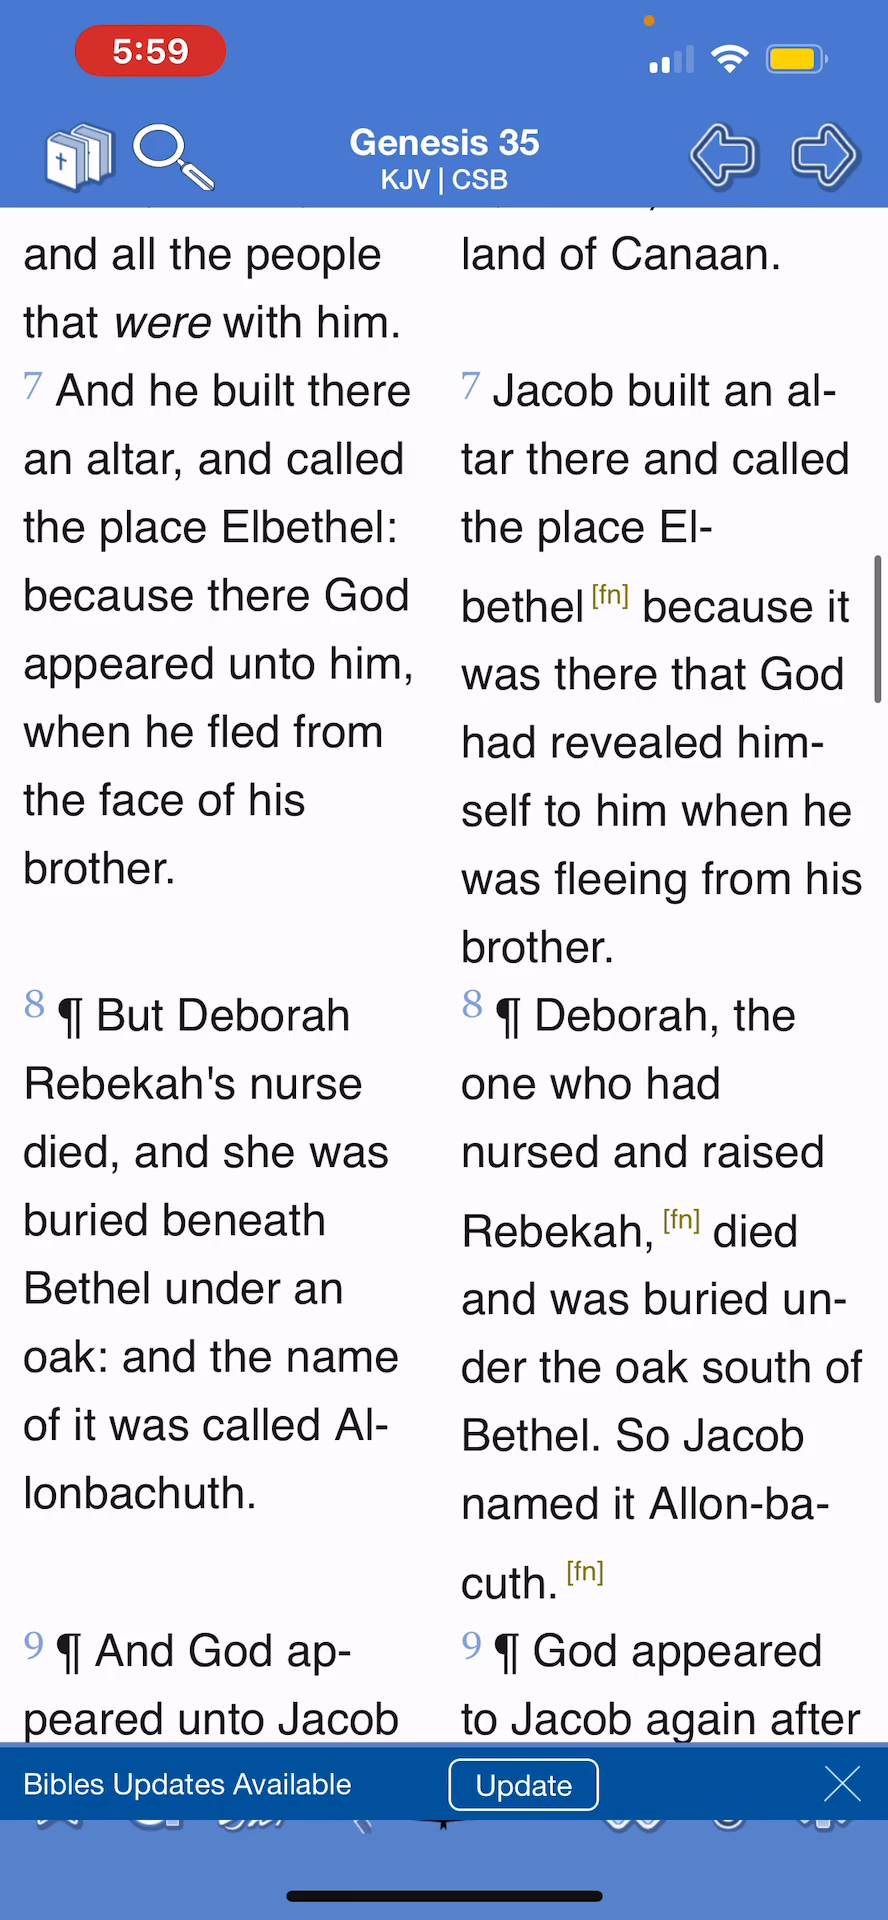 5:59
Genesis 35
KJV | CSB
and all the people
that were with him.
7 And he built there
an altar, and called
the place Elbethel:
because there God
appeared unto him,
when he fled from
the face of his
brother.
8 ¶ But Deborah
Rebekah's nurse
died, and she was
buried beneath
Bethel under an
oak: and the name
of it was called Al-
lonbachuth.
9 ¶ And God ap-
peared unto Jacob
land of Canaan.
7 Jacob built an al-
tar there and called
the place El-
bethel [fn] because it
was there that God
had revealed him-
self to him when he
was fleeing from his
brother.
8 ¶ Deborah, the
one who had
nursed and raised
Rebekah, [fn] died
and was buried un-
der the oak south of
Bethel. So Jacob
named it Allon-ba-
cuth. [fn]
9 ¶ God appeared
to Jacob again after
Bibles Updates Available
Update